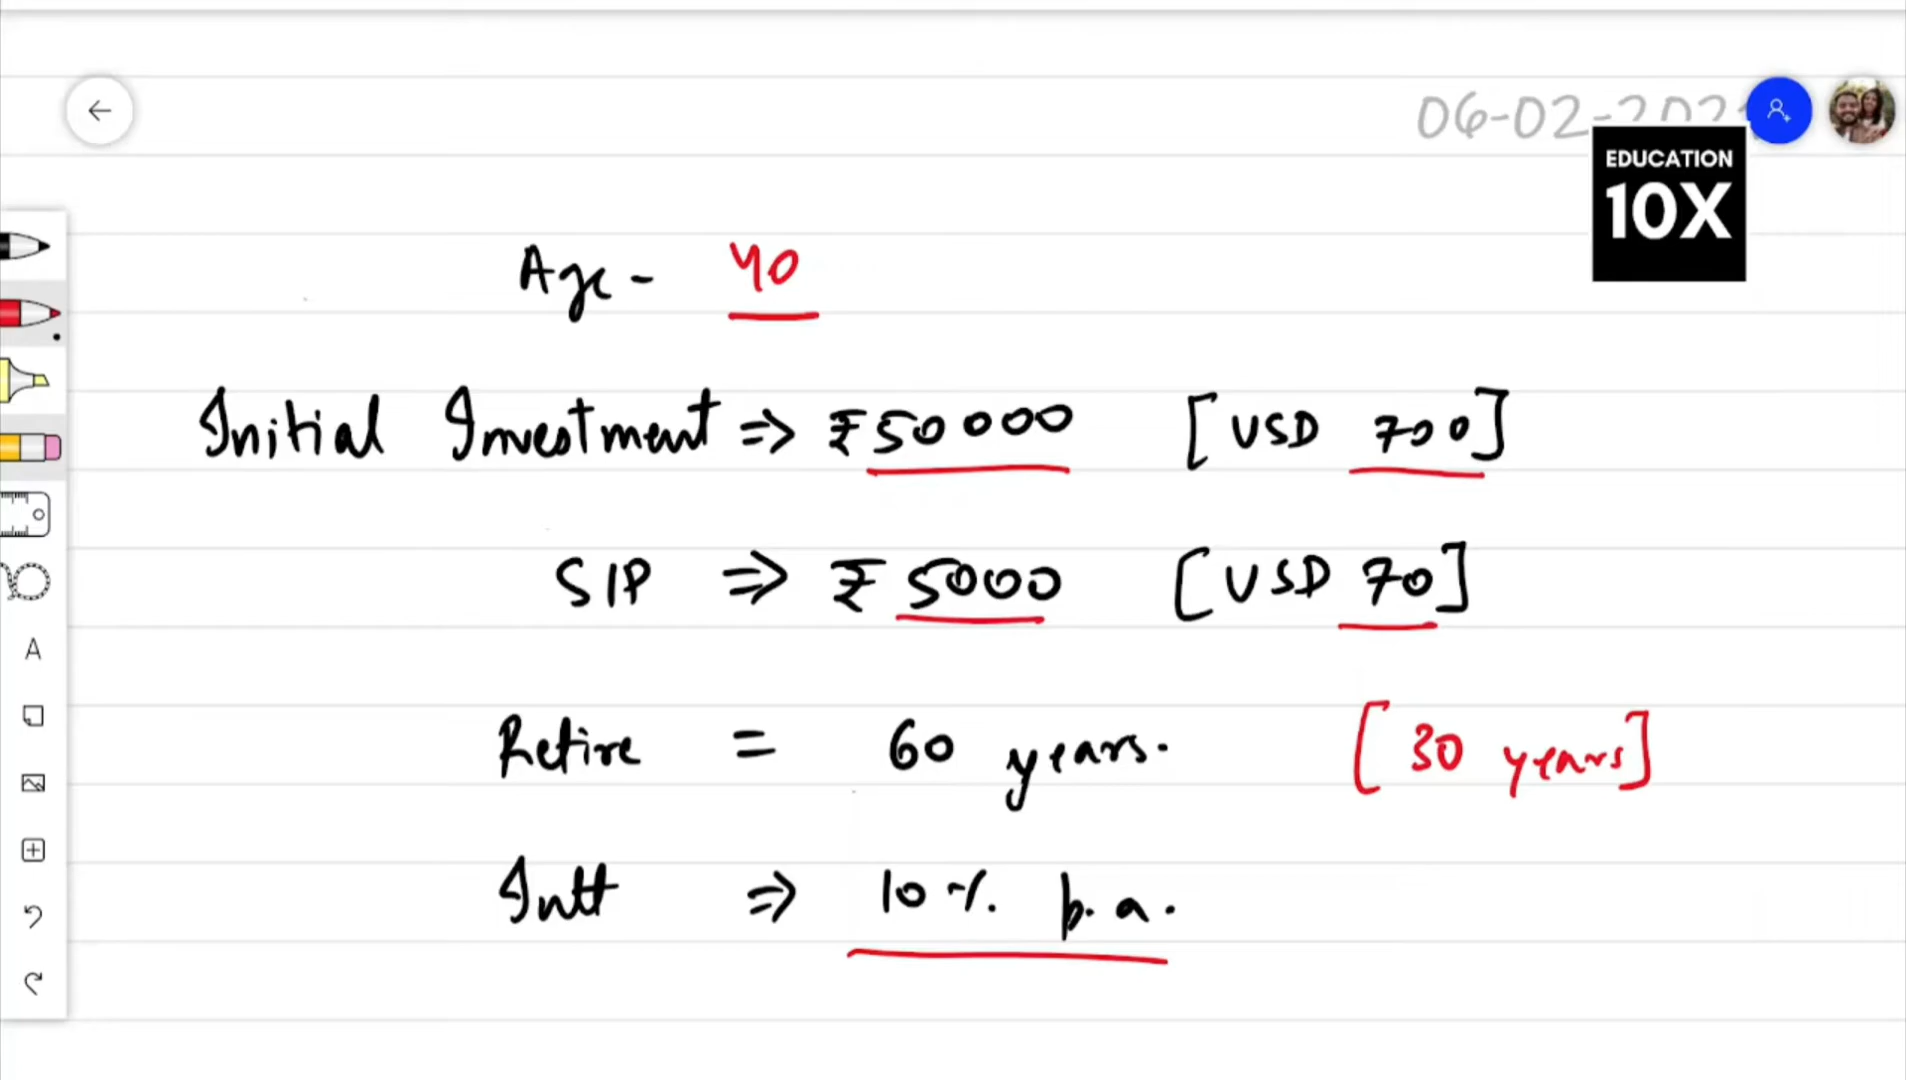 06-02-202
EDUCATION
10X
Age - 40
Initial Investment ⇒ ₹50000 [USD 700]
SIP ⇒ ₹ 5000 [USD 70]
Retire = 60 years. [30 years]
Intt ⇒ 10 %. p.a.
A